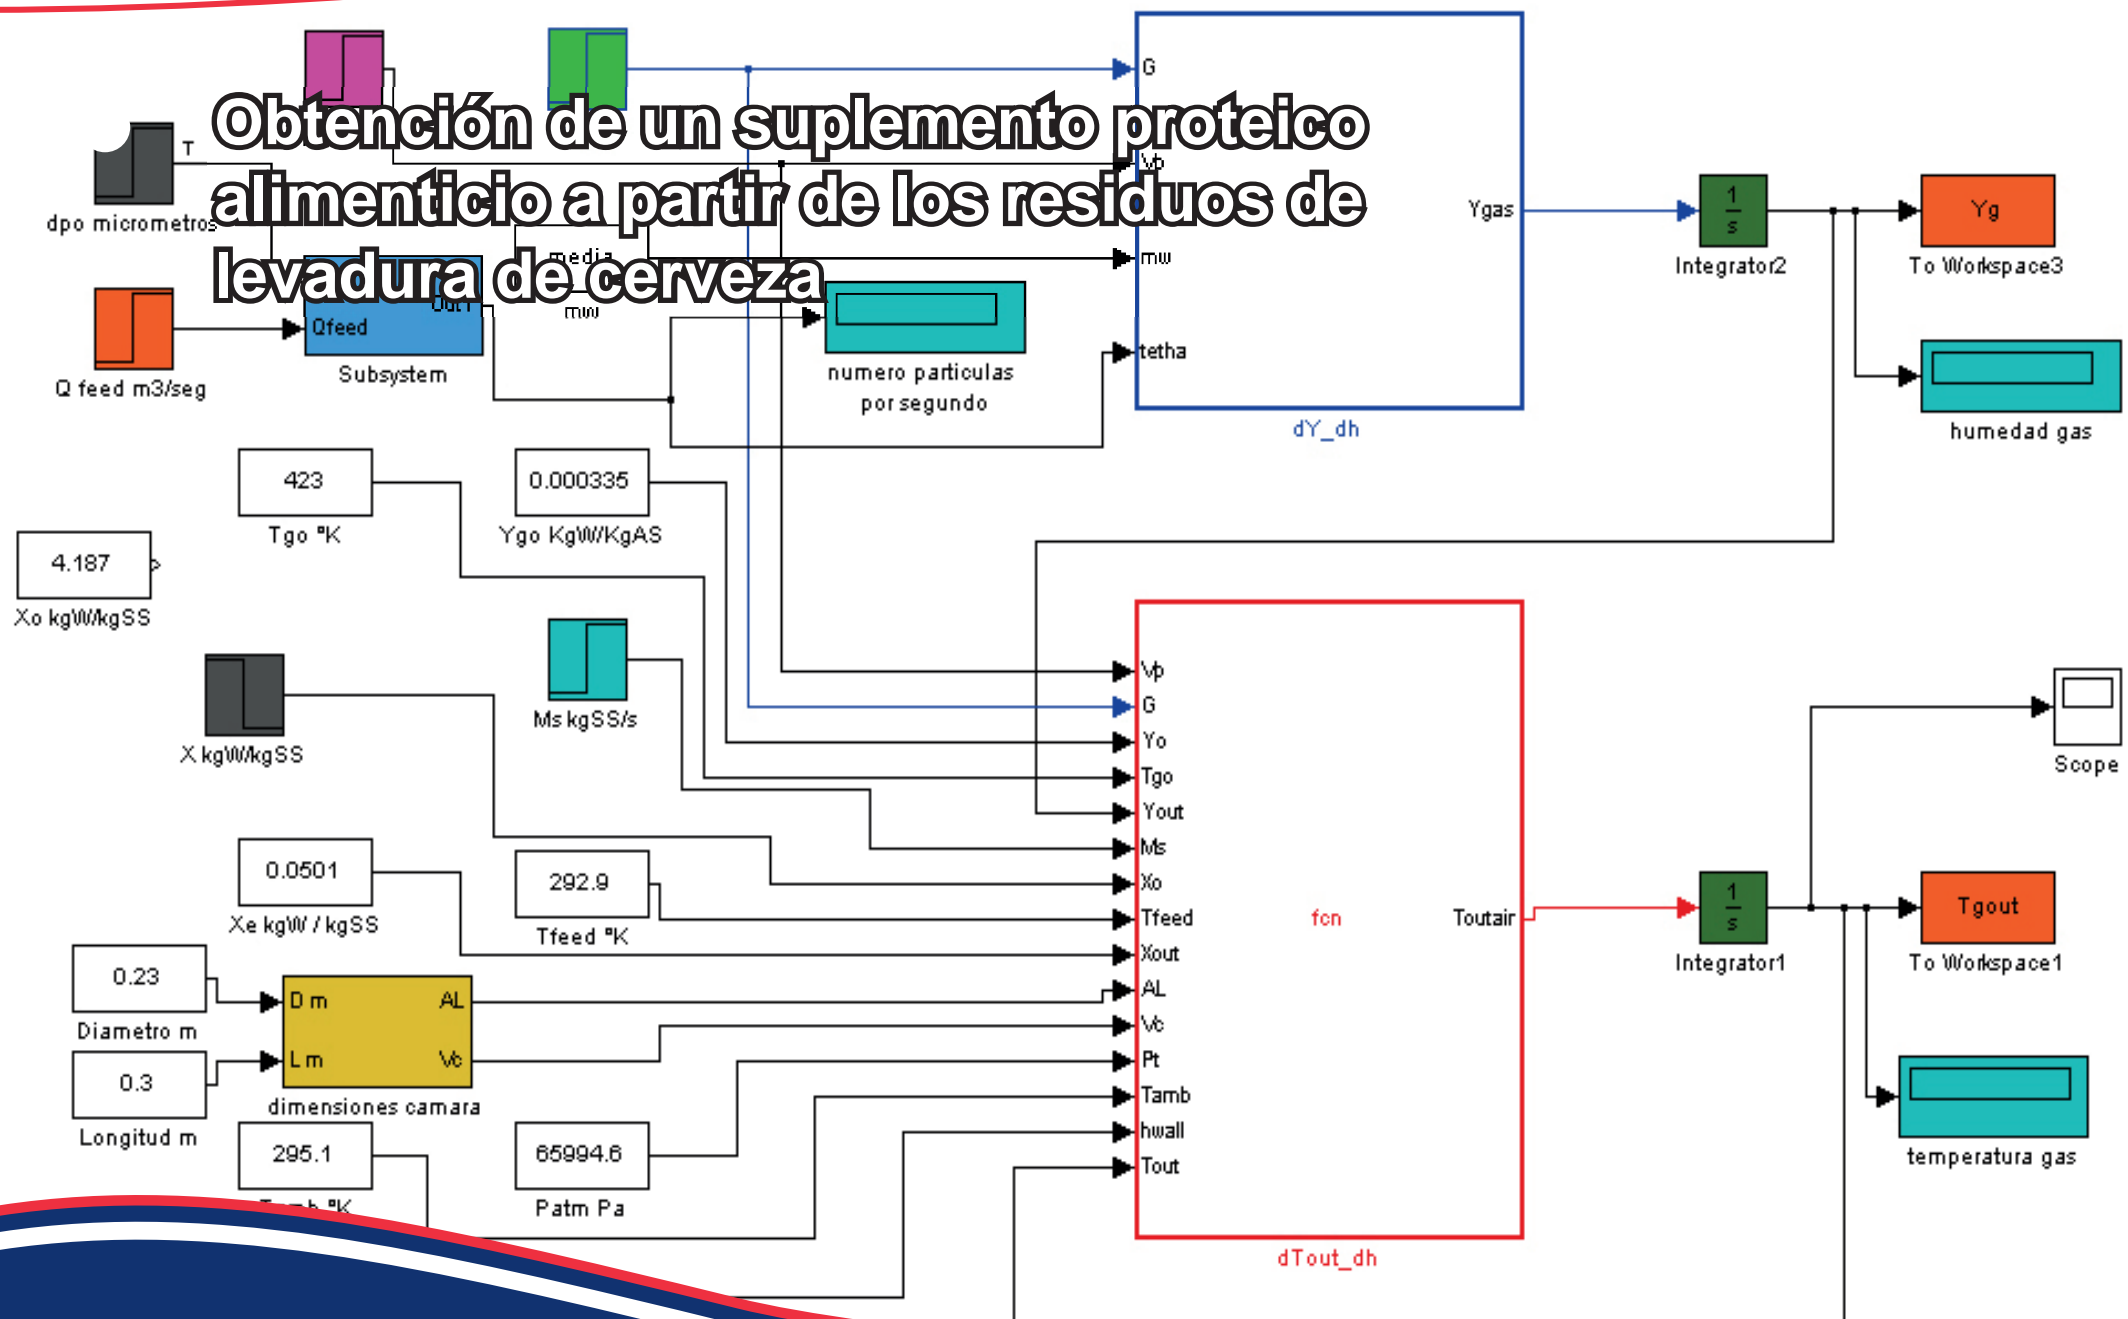 Obtención de un suplemento proteico
alimenticio a partir de los residuos de
levadura de cerveza
T
dpo micrometros
Q feed m3/seg
Qfeed
Out1
Subsystem
media
mw
numero particulas
por segundo
G
Vp
mw
tetha
Ygas
dY_dh
1
s
Integrator2
Yg
To Workspace3
humedad gas
423
Tgo °K
0.000335
Ygo KgW/KgAS
4.187
Xo kgW/kgSS
X kgW/kgSS
Ms kgSS/s
0.0501
Xe kgW / kgSS
292.9
Tfeed °K
0.23
Diametro m
0.3
Longitud m
D m
L m
AL
Vc
dimensiones camara
295.1
Tamb °K
65994.6
Patm Pa
Vp
G
Yo
Tgo
Yout
Ms
Xo
Tfeed
Xout
AL
Vc
Pt
Tamb
hwall
Tout
fcn
Toutair
dTout_dh
1
s
Integrator1
Scope
Tgout
To Workspace1
temperatura gas